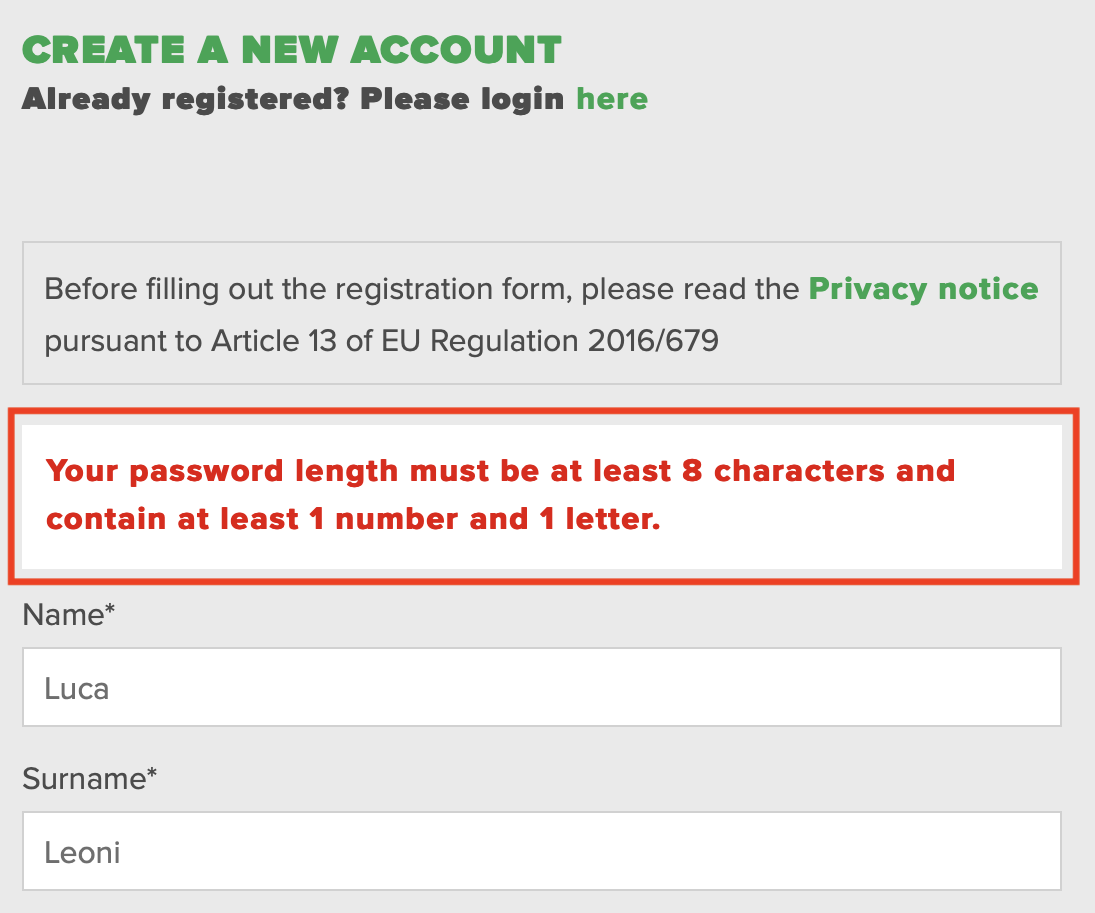 CREATE A NEW ACCOUNT
Already registered? Please login here
Before filling out the registration form, please read the Privacy notice
pursuant to Article 13 of EU Regulation 2016/679
Your password length must be at least 8 characters and
contain at least 1 number and 1 letter.
Name*
Luca
Surname*
Leoni